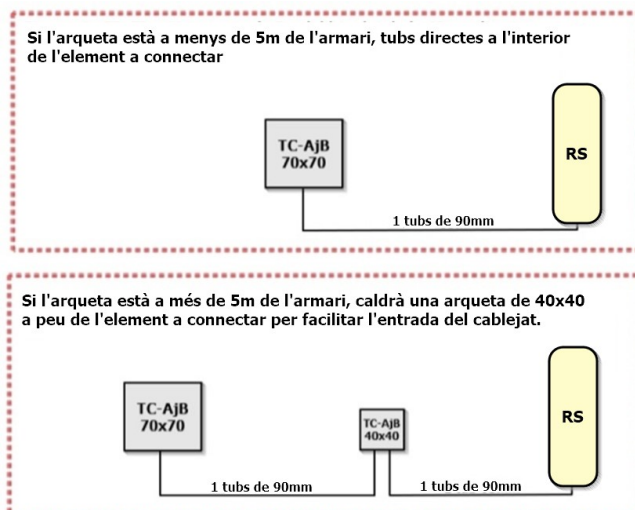 Si l'arqueta està a menys de 5m de l'armari, tubs directes a l'interior
de l'element a connectar
TC-AjB
70x70
RS
1 tubs de 90mm
Si l'arqueta està a més de 5m de l'armari, caldrà una arqueta de 40x40
a peu de l'element a connectar per facilitar l'entrada del cablejat.
TC-AjB
70x70
TC-AjB
40x40
RS
1 tubs de 90mm
1 tubs de 90mm